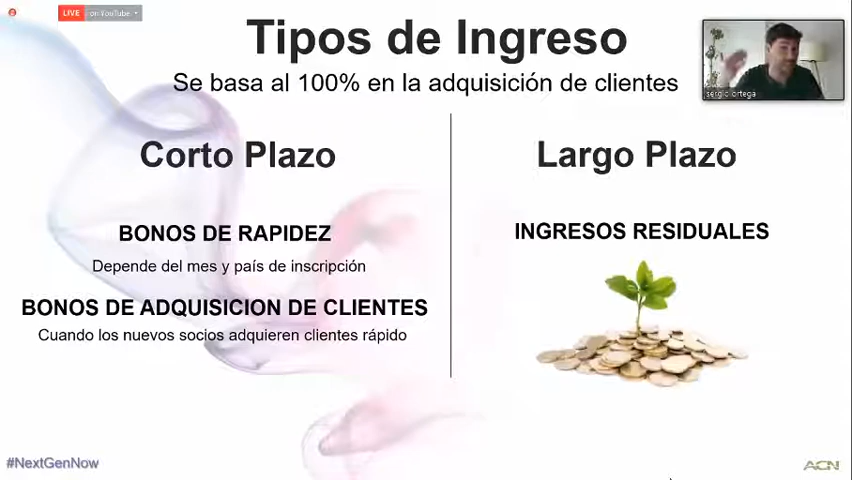 LIVE on YouTube
Tipos de Ingreso
Se basa al 100% en la adquisición de clientes
sergio ortega
Corto Plazo
BONOS DE RAPIDEZ
Depende del mes y país de inscripción
BONOS DE ADQUISICION DE CLIENTES
Cuando los nuevos socios adquieren clientes rápido
Largo Plazo
INGRESOS RESIDUALES
#NextGenNow
ACN